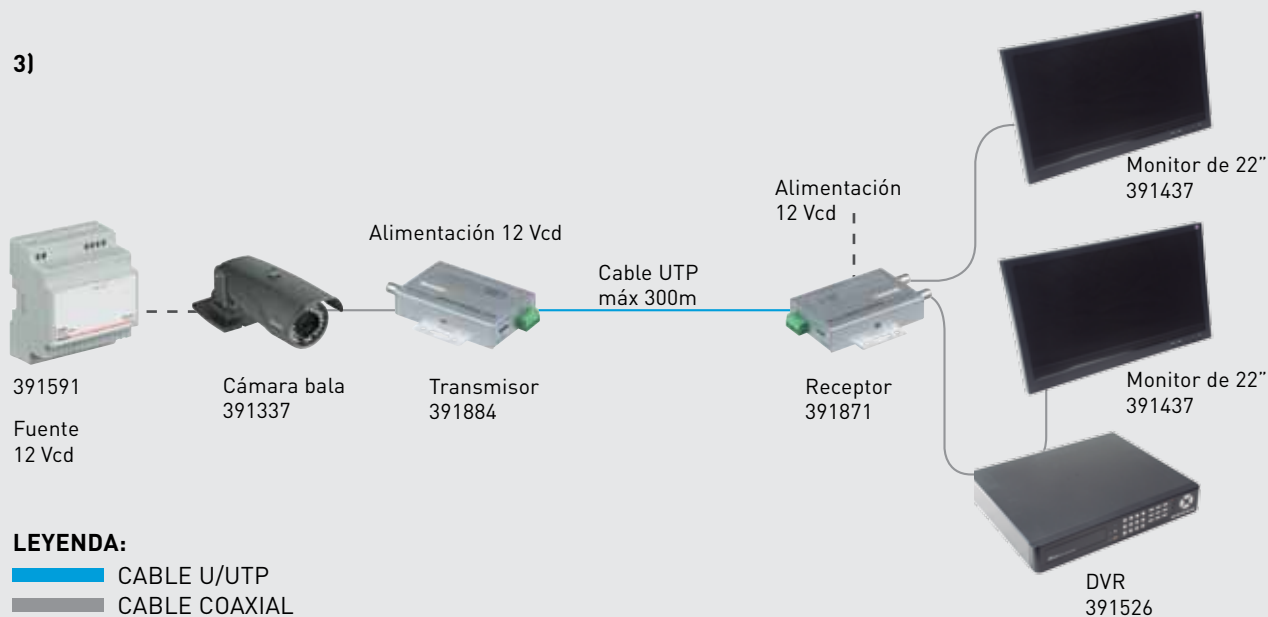 3)
Monitor de 22”
391437
Alimentación
12 Vcd
Alimentación 12 Vcd
Cable UTP
máx 300m
391591
Fuente
12 Vcd
Cámara bala
391337
Transmisor
391884
Receptor
391871
Monitor de 22”
391437
DVR
391526
LEYENDA:
CABLE U/UTP
CABLE COAXIAL